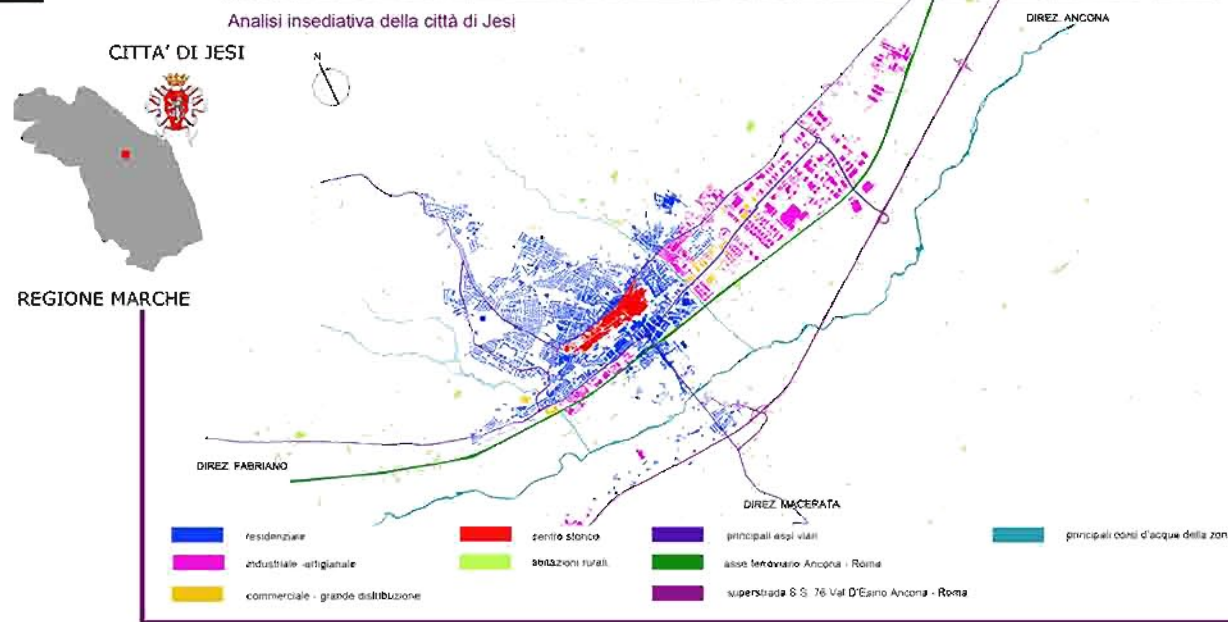 Analisi insediativa della città di Jesi
DIREZ. ANCONA
CITTA' DI JESI
N
REGIONE MARCHE
DIREZ. FABRIANO
DIREZ. MACERATA
residenziale
centro storico
principali assi viari
principali corsi d'acqua della zon
industriale -artigianale
abitazioni rurali
asse ferroviario Ancona - Roma
commerciale - grande distribuzione
superstrada S.S. 76 Val D'Esino Ancona - Roma